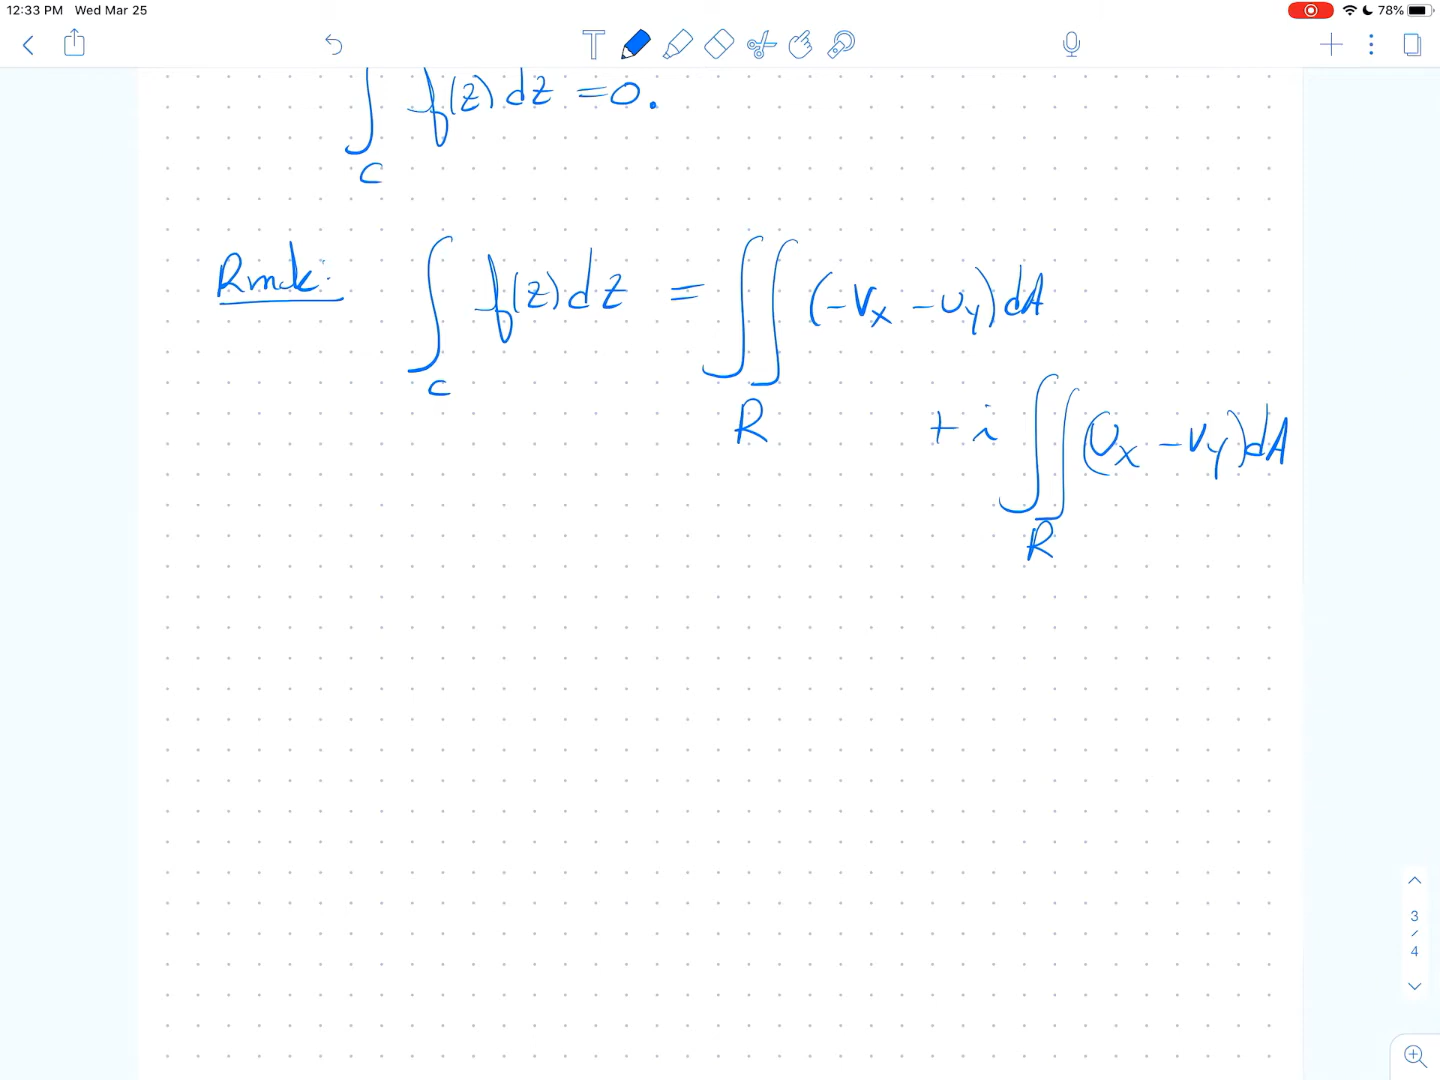 12:33 PM Wed Mar 25
78%
T
∫_C f(z) dz = 0.
Rmk: ∫_C f(z) dz = ∬_R (-v_x - u_y) dA
+ i ∬_R (u_x - v_y) dA
3
/
4